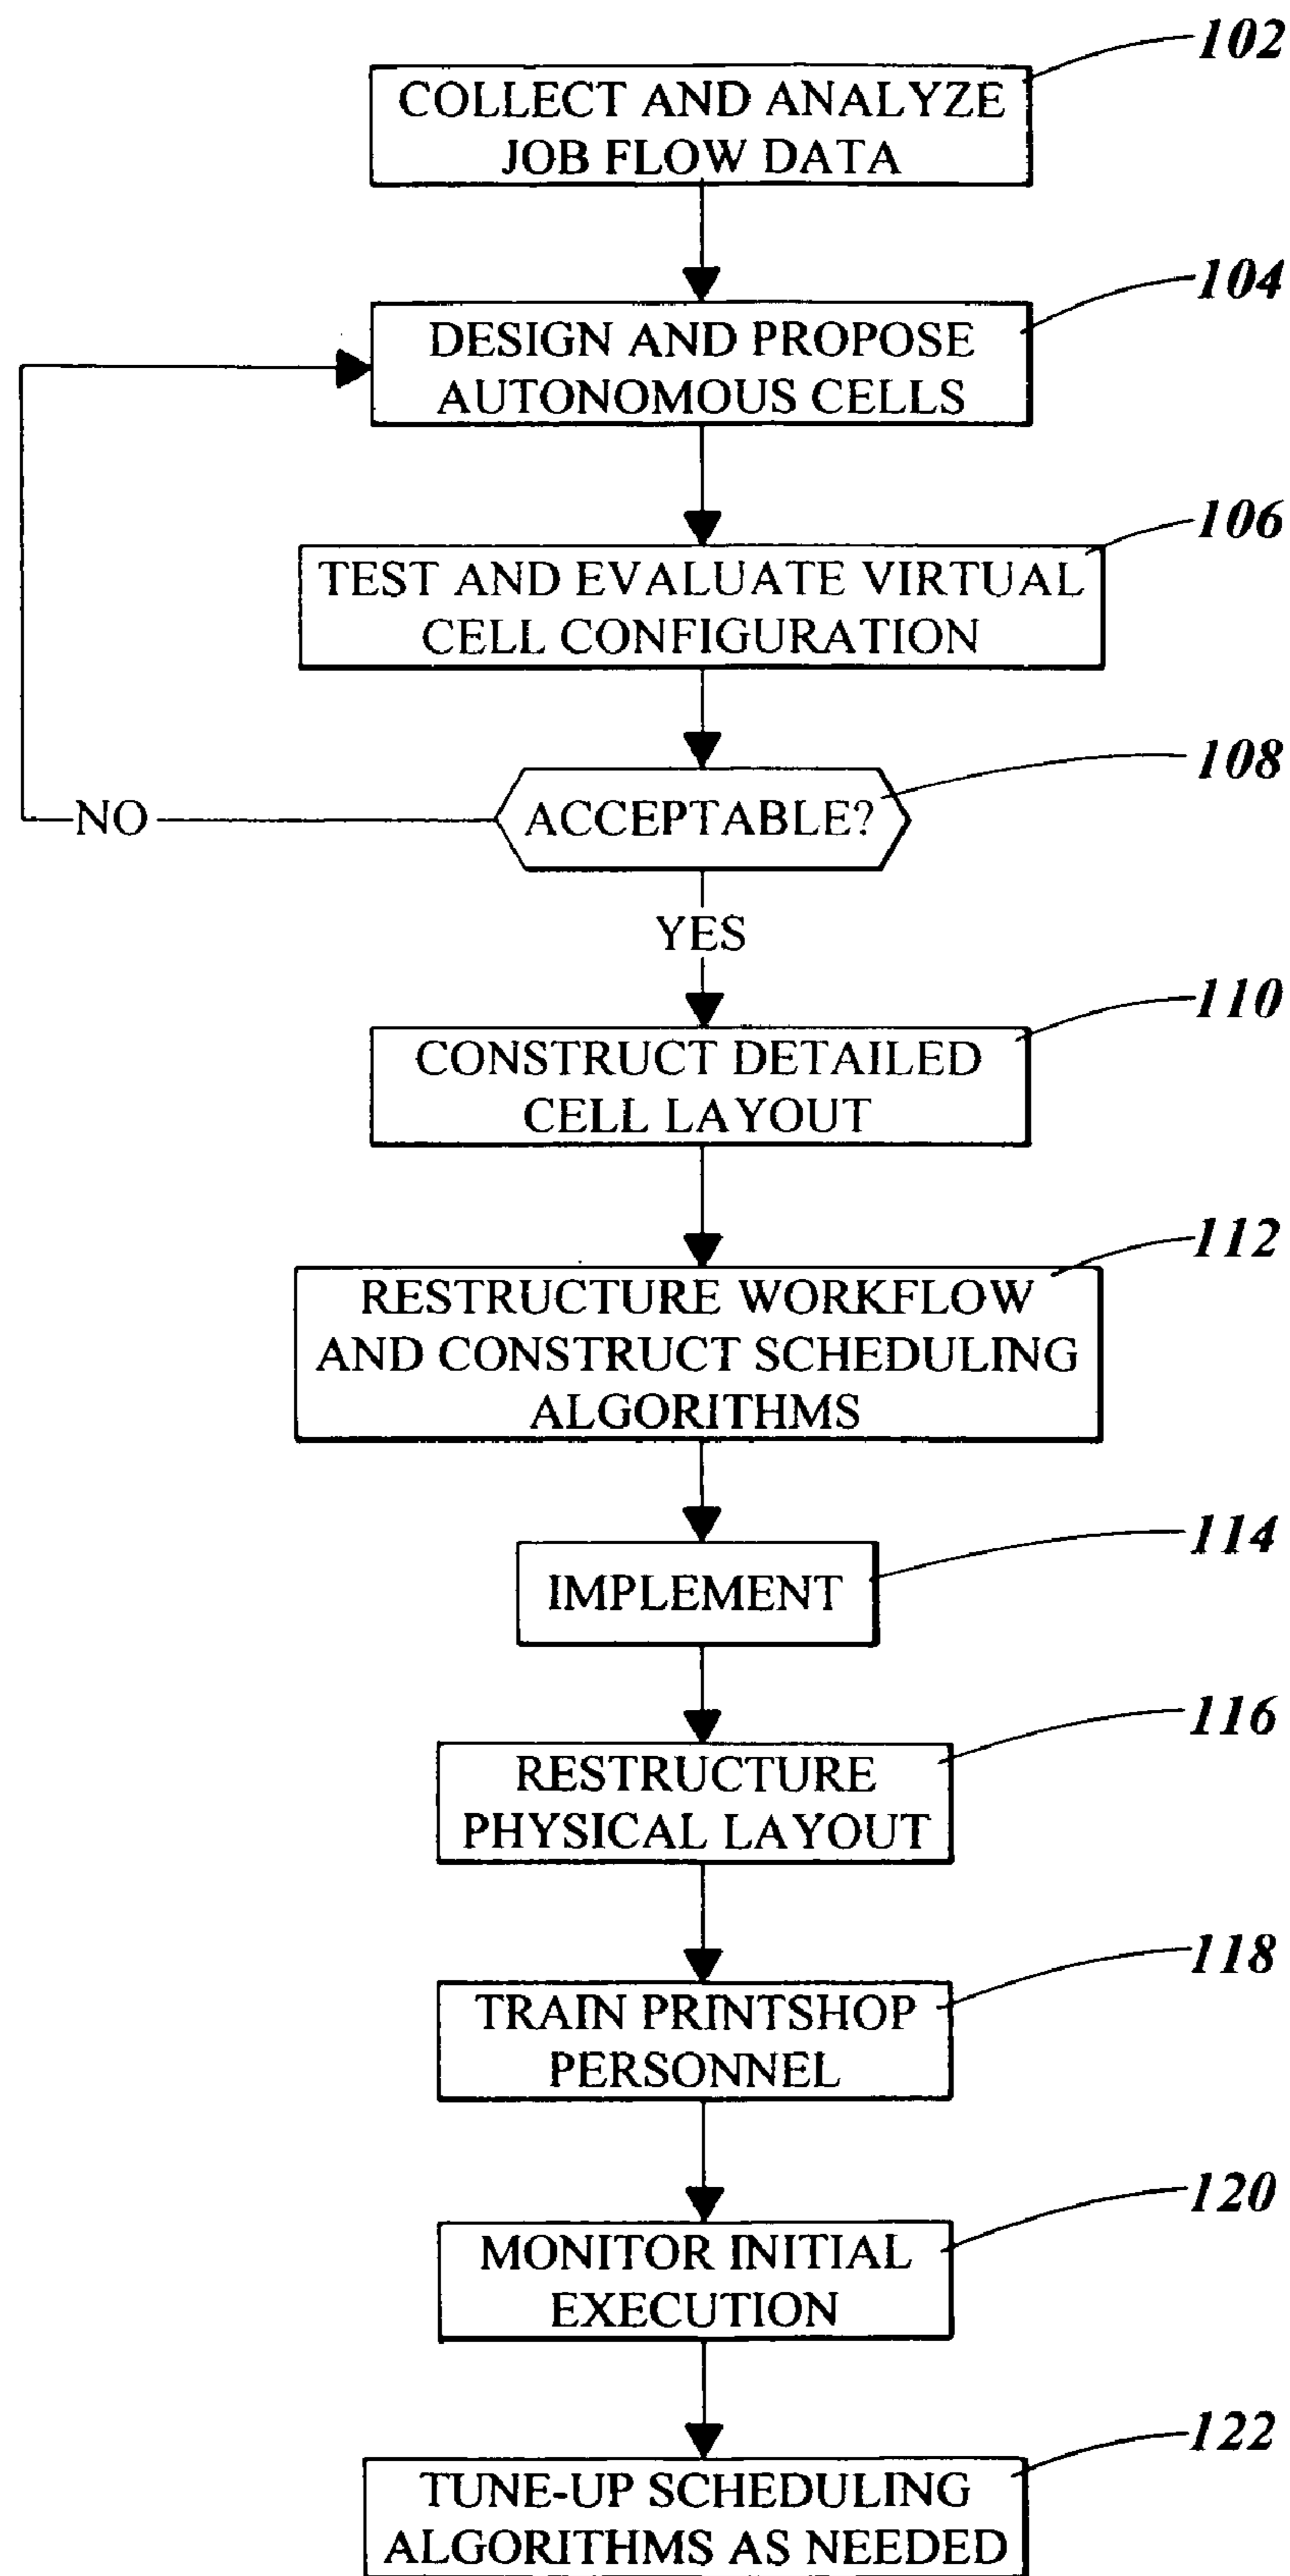 102
COLLECT AND ANALYZE
JOB FLOW DATA
104
DESIGN AND PROPOSE
AUTONOMOUS CELLS
106
TEST AND EVALUATE VIRTUAL
CELL CONFIGURATION
108
ACCEPTABLE?
NO
YES
110
CONSTRUCT DETAILED
CELL LAYOUT
112
RESTRUCTURE WORKFLOW
AND CONSTRUCT SCHEDULING
ALGORITHMS
114
IMPLEMENT
116
RESTRUCTURE
PHYSICAL LAYOUT
118
TRAIN PRINTSHOP
PERSONNEL
120
MONITOR INITIAL
EXECUTION
122
TUNE-UP SCHEDULING
ALGORITHMS AS NEEDED